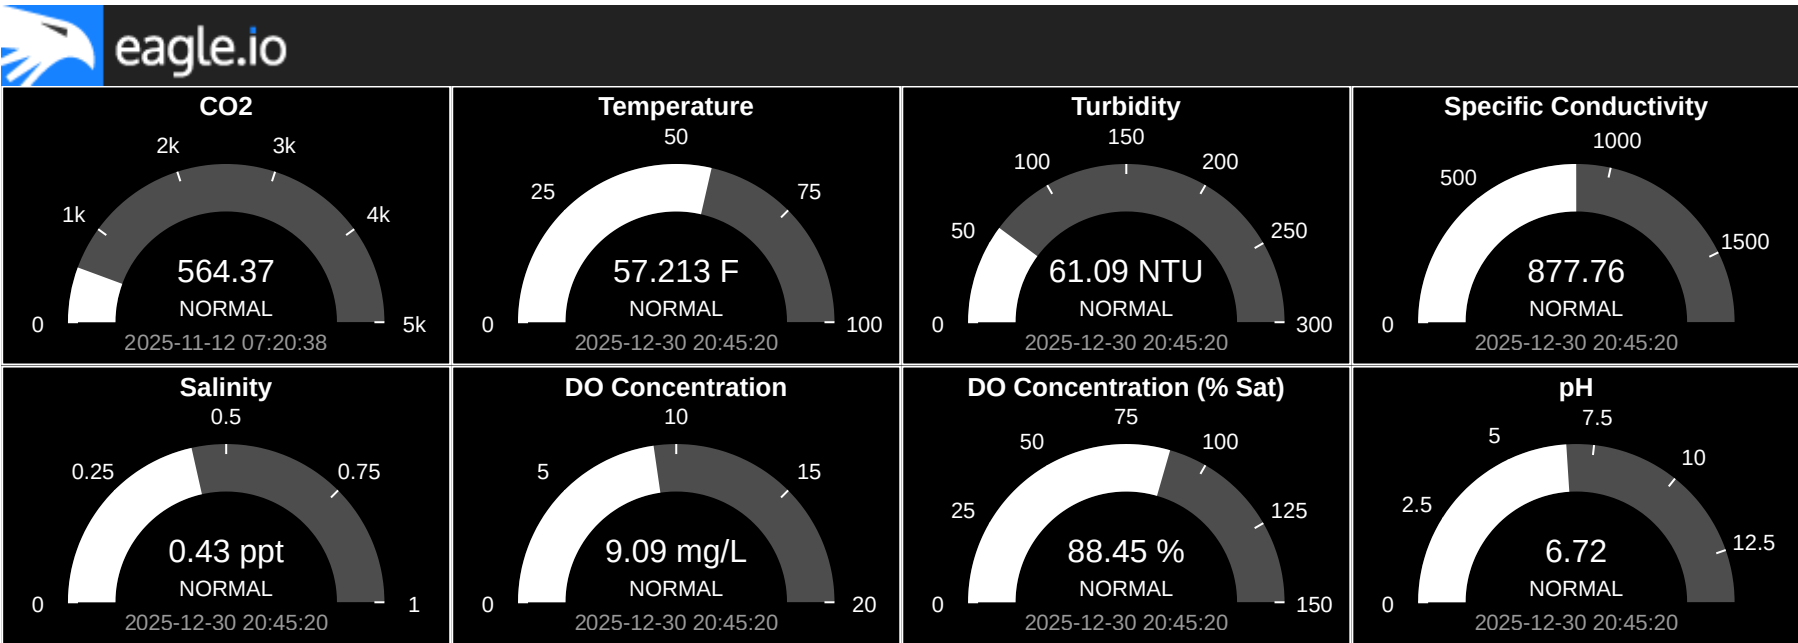 eagle.io
CO2
2k 3k
1k 4k
564.37
NORMAL
0 5k
2025-11-12 07:20:38
Temperature
50
25 75
57.213 F
NORMAL
0 100
2025-12-30 20:45:20
Turbidity
150
100 200
50 250
61.09 NTU
NORMAL
0 300
2025-12-30 20:45:20
Specific Conductivity
1000
500
1500
877.76
NORMAL
0
2025-12-30 20:45:20
Salinity
0.5
0.25 0.75
0.43 ppt
NORMAL
0 1
2025-12-30 20:45:20
DO Concentration
10
5 15
9.09 mg/L
NORMAL
0 20
2025-12-30 20:45:20
DO Concentration (% Sat)
75
50 100
25 125
88.45 %
NORMAL
0 150
2025-12-30 20:45:20
pH
7.5
5
10
2.5
12.5
6.72
NORMAL
0
2025-12-30 20:45:20